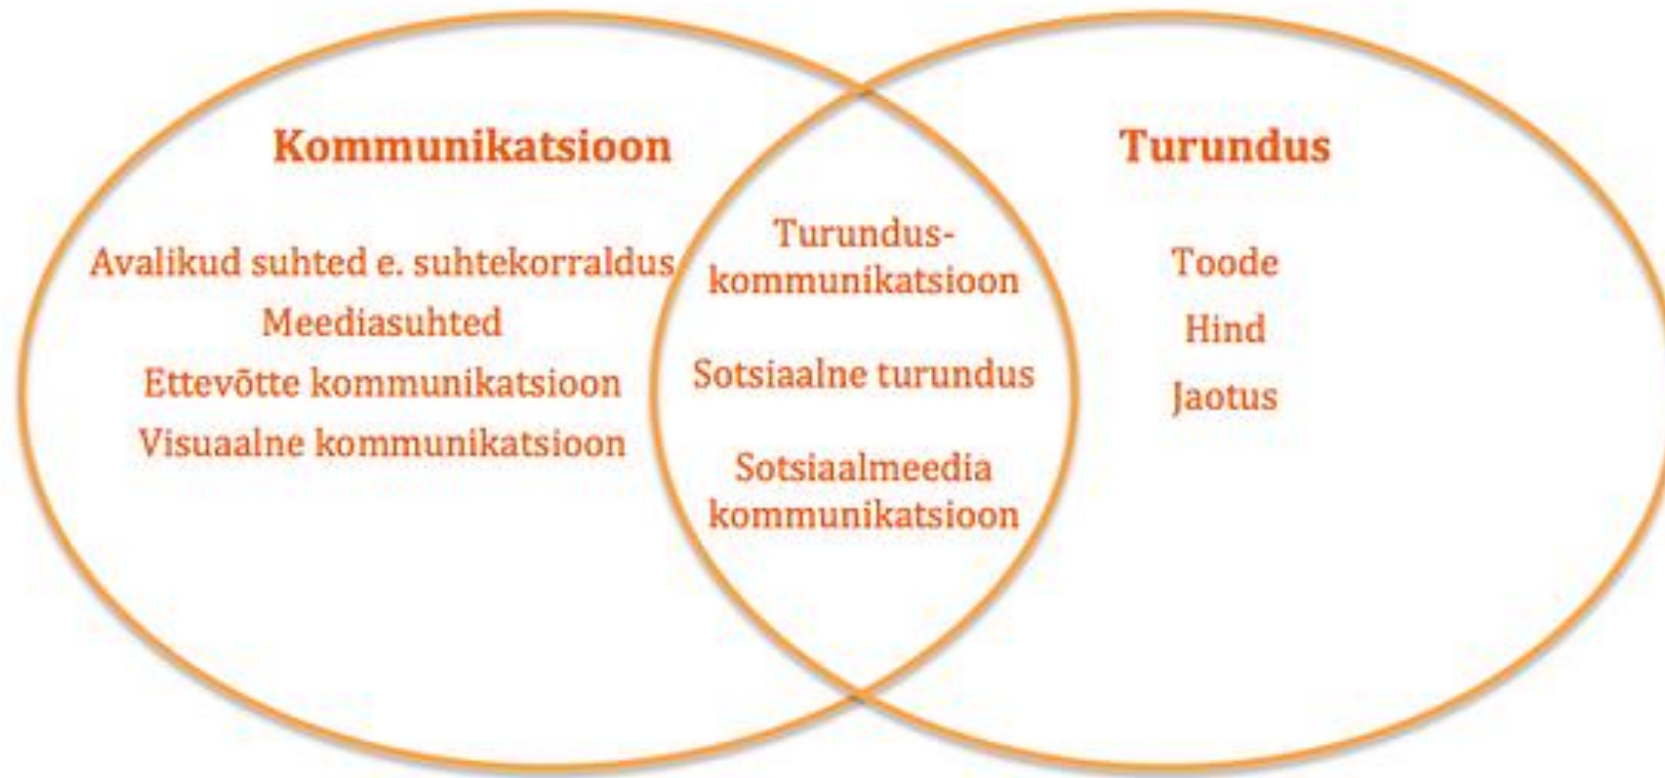 Kommunikatsioon
Avalikud suhted e. suhtekorraldus
Meediasuhted
Ettevõtte kommunikatsioon
Visuaalne kommunikatsioon
Turundus-
kommunikatsioon
Sotsiaalne turundus
Sotsiaalmeedia
kommunikatsioon
Turundus
Toode
Hind
Jaotus